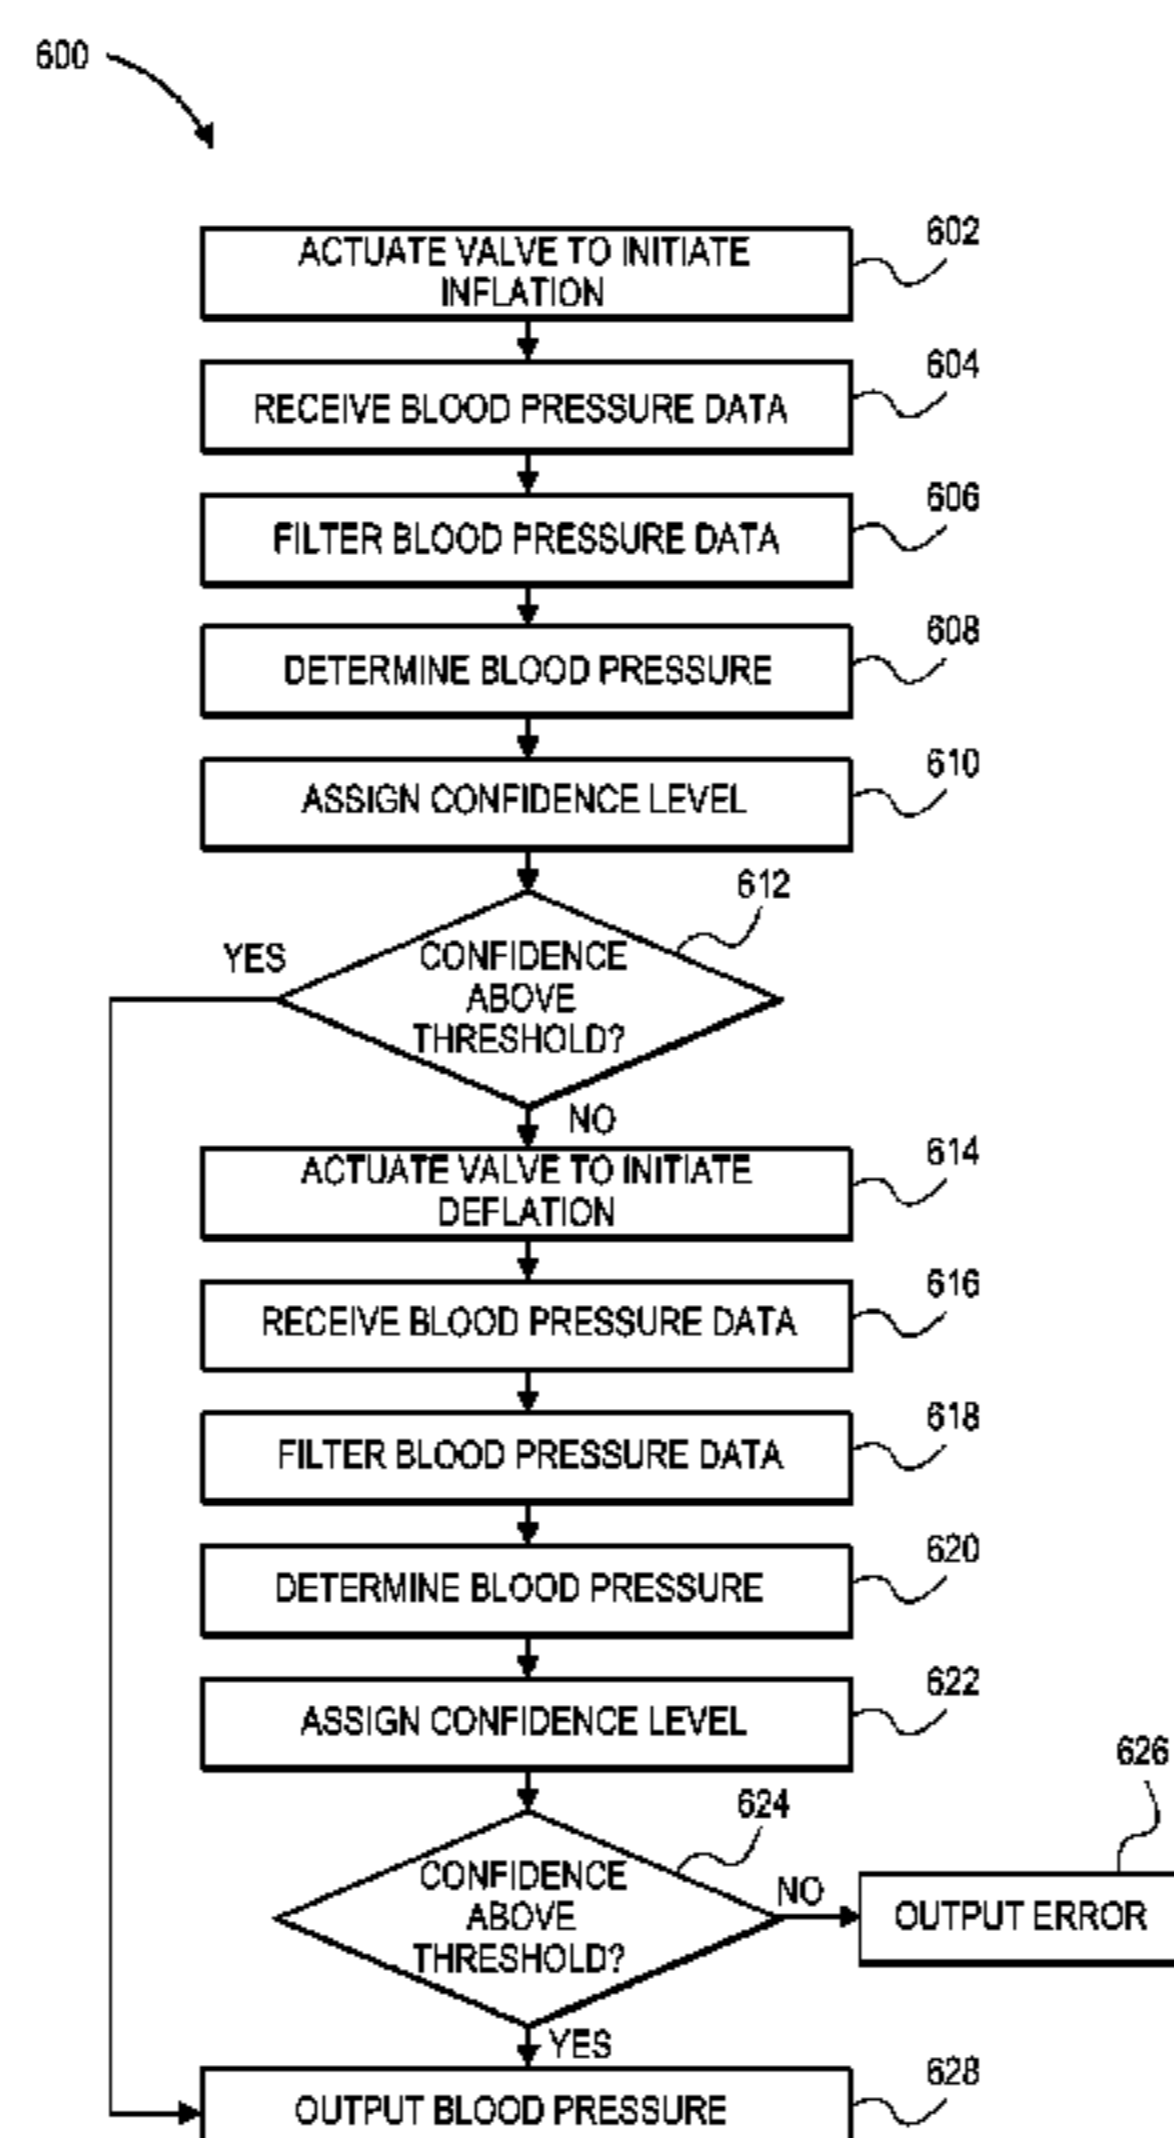 600
602
ACTUATE VALVE TO INITIATE
INFLATION
604
RECEIVE BLOOD PRESSURE DATA
606
FILTER BLOOD PRESSURE DATA
608
DETERMINE BLOOD PRESSURE
610
ASSIGN CONFIDENCE LEVEL
612
YES
CONFIDENCE
ABOVE
THRESHOLD?
NO
614
ACTUATE VALVE TO INITIATE
DEFLATION
616
RECEIVE BLOOD PRESSURE DATA
618
FILTER BLOOD PRESSURE DATA
620
DETERMINE BLOOD PRESSURE
622
ASSIGN CONFIDENCE LEVEL
624
626
CONFIDENCE
ABOVE
THRESHOLD?
NO
OUTPUT ERROR
YES
628
OUTPUT BLOOD PRESSURE